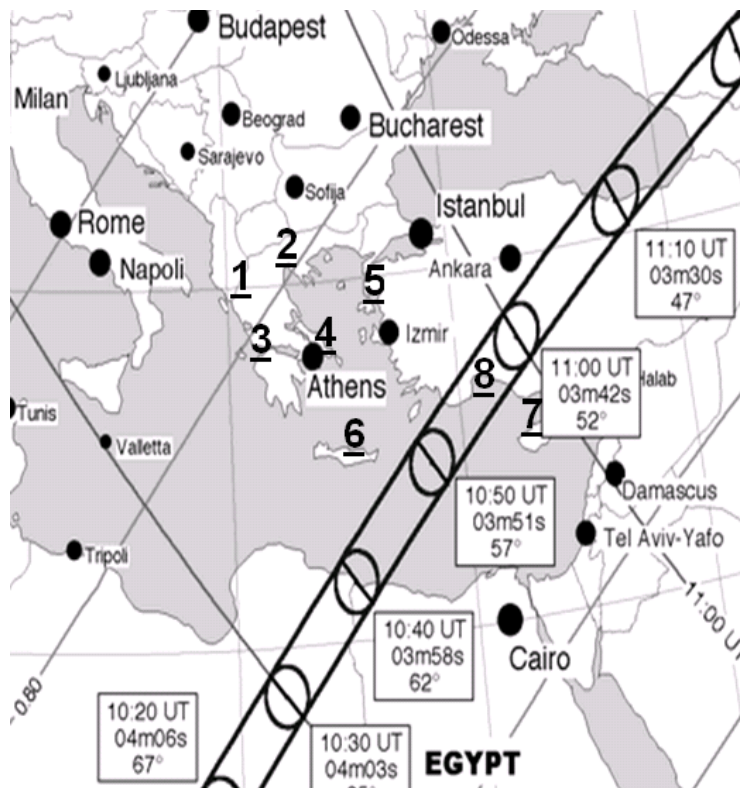 Budapest
Odessa
Ljubljana
Milan
Beograd
Bucharest
Sarajevo
Sofija
Istanbul
Rome
Napoli
2
Ankara
11:10 UT
03m30s
47°
1
5
3
4
Izmir
Athens
8
11:00 UT
03m42s
52°
Halab
Tunis
7
Valletta
6
Damascus
10:50 UT
03m51s
57°
Tel Aviv-Yafo
Tripoli
10:40 UT
03m58s
62°
Cairo
11:00 U
0.80
10:20 UT
04m06s
67°
10:30 UT
04m03s
EGYPT